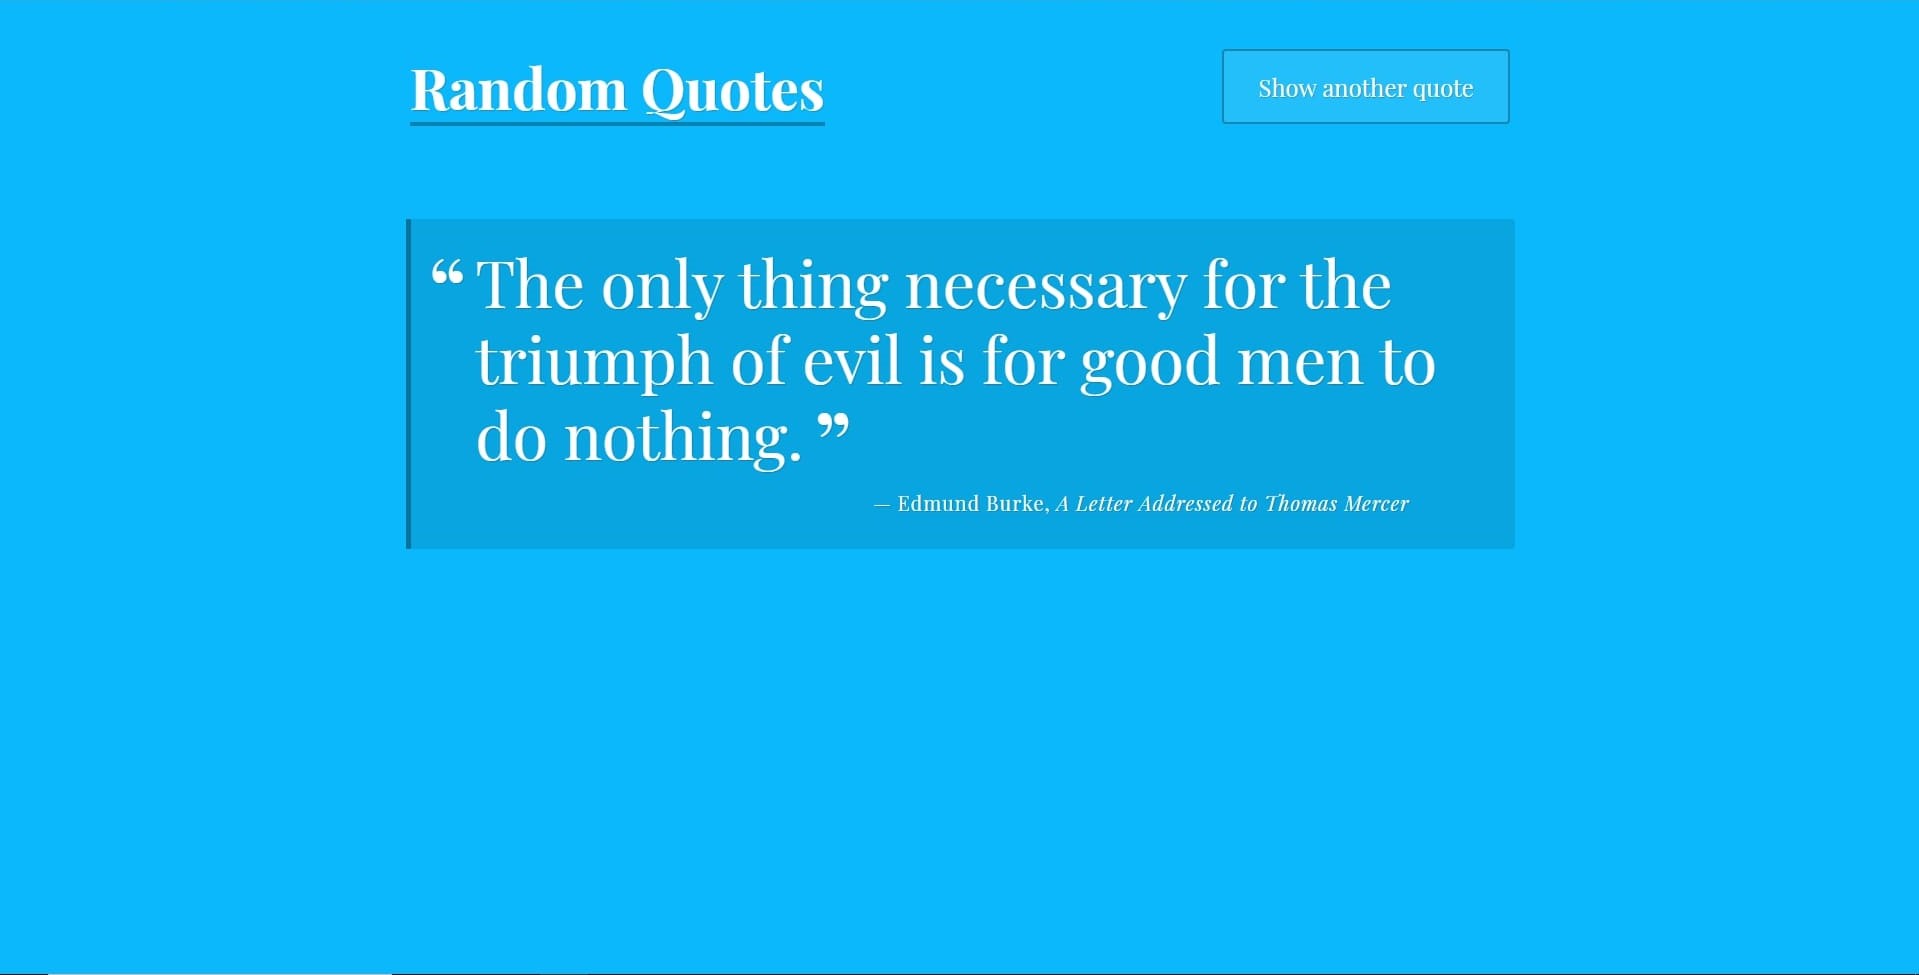 Random Quotes
Show another quote
“ The only thing necessary for the
triumph of evil is for good men to
do nothing. ”
— Edmund Burke, A Letter Addressed to Thomas Mercer